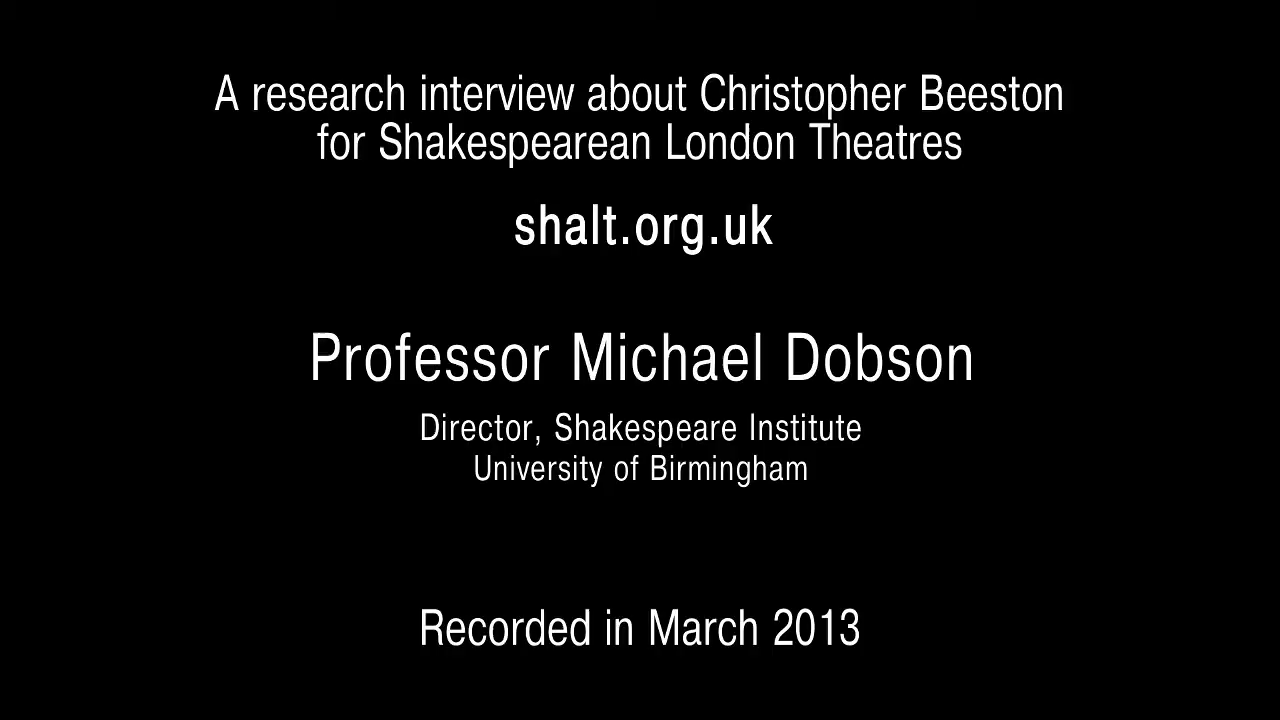 A research interview about Christopher Beeston
for Shakespearean London Theatres
shalt.org.uk
Professor Michael Dobson
Director, Shakespeare Institute
University of Birmingham
Recorded in March 2013